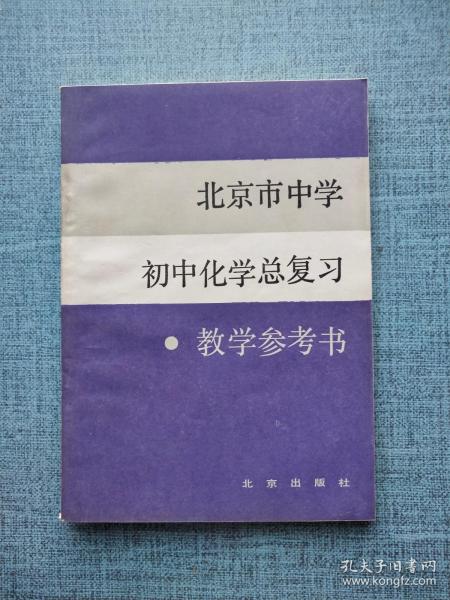 北京市中学
初中化学总复习
• 教学参考书
北京出版社
孔夫子旧书网
www.kongfz.com